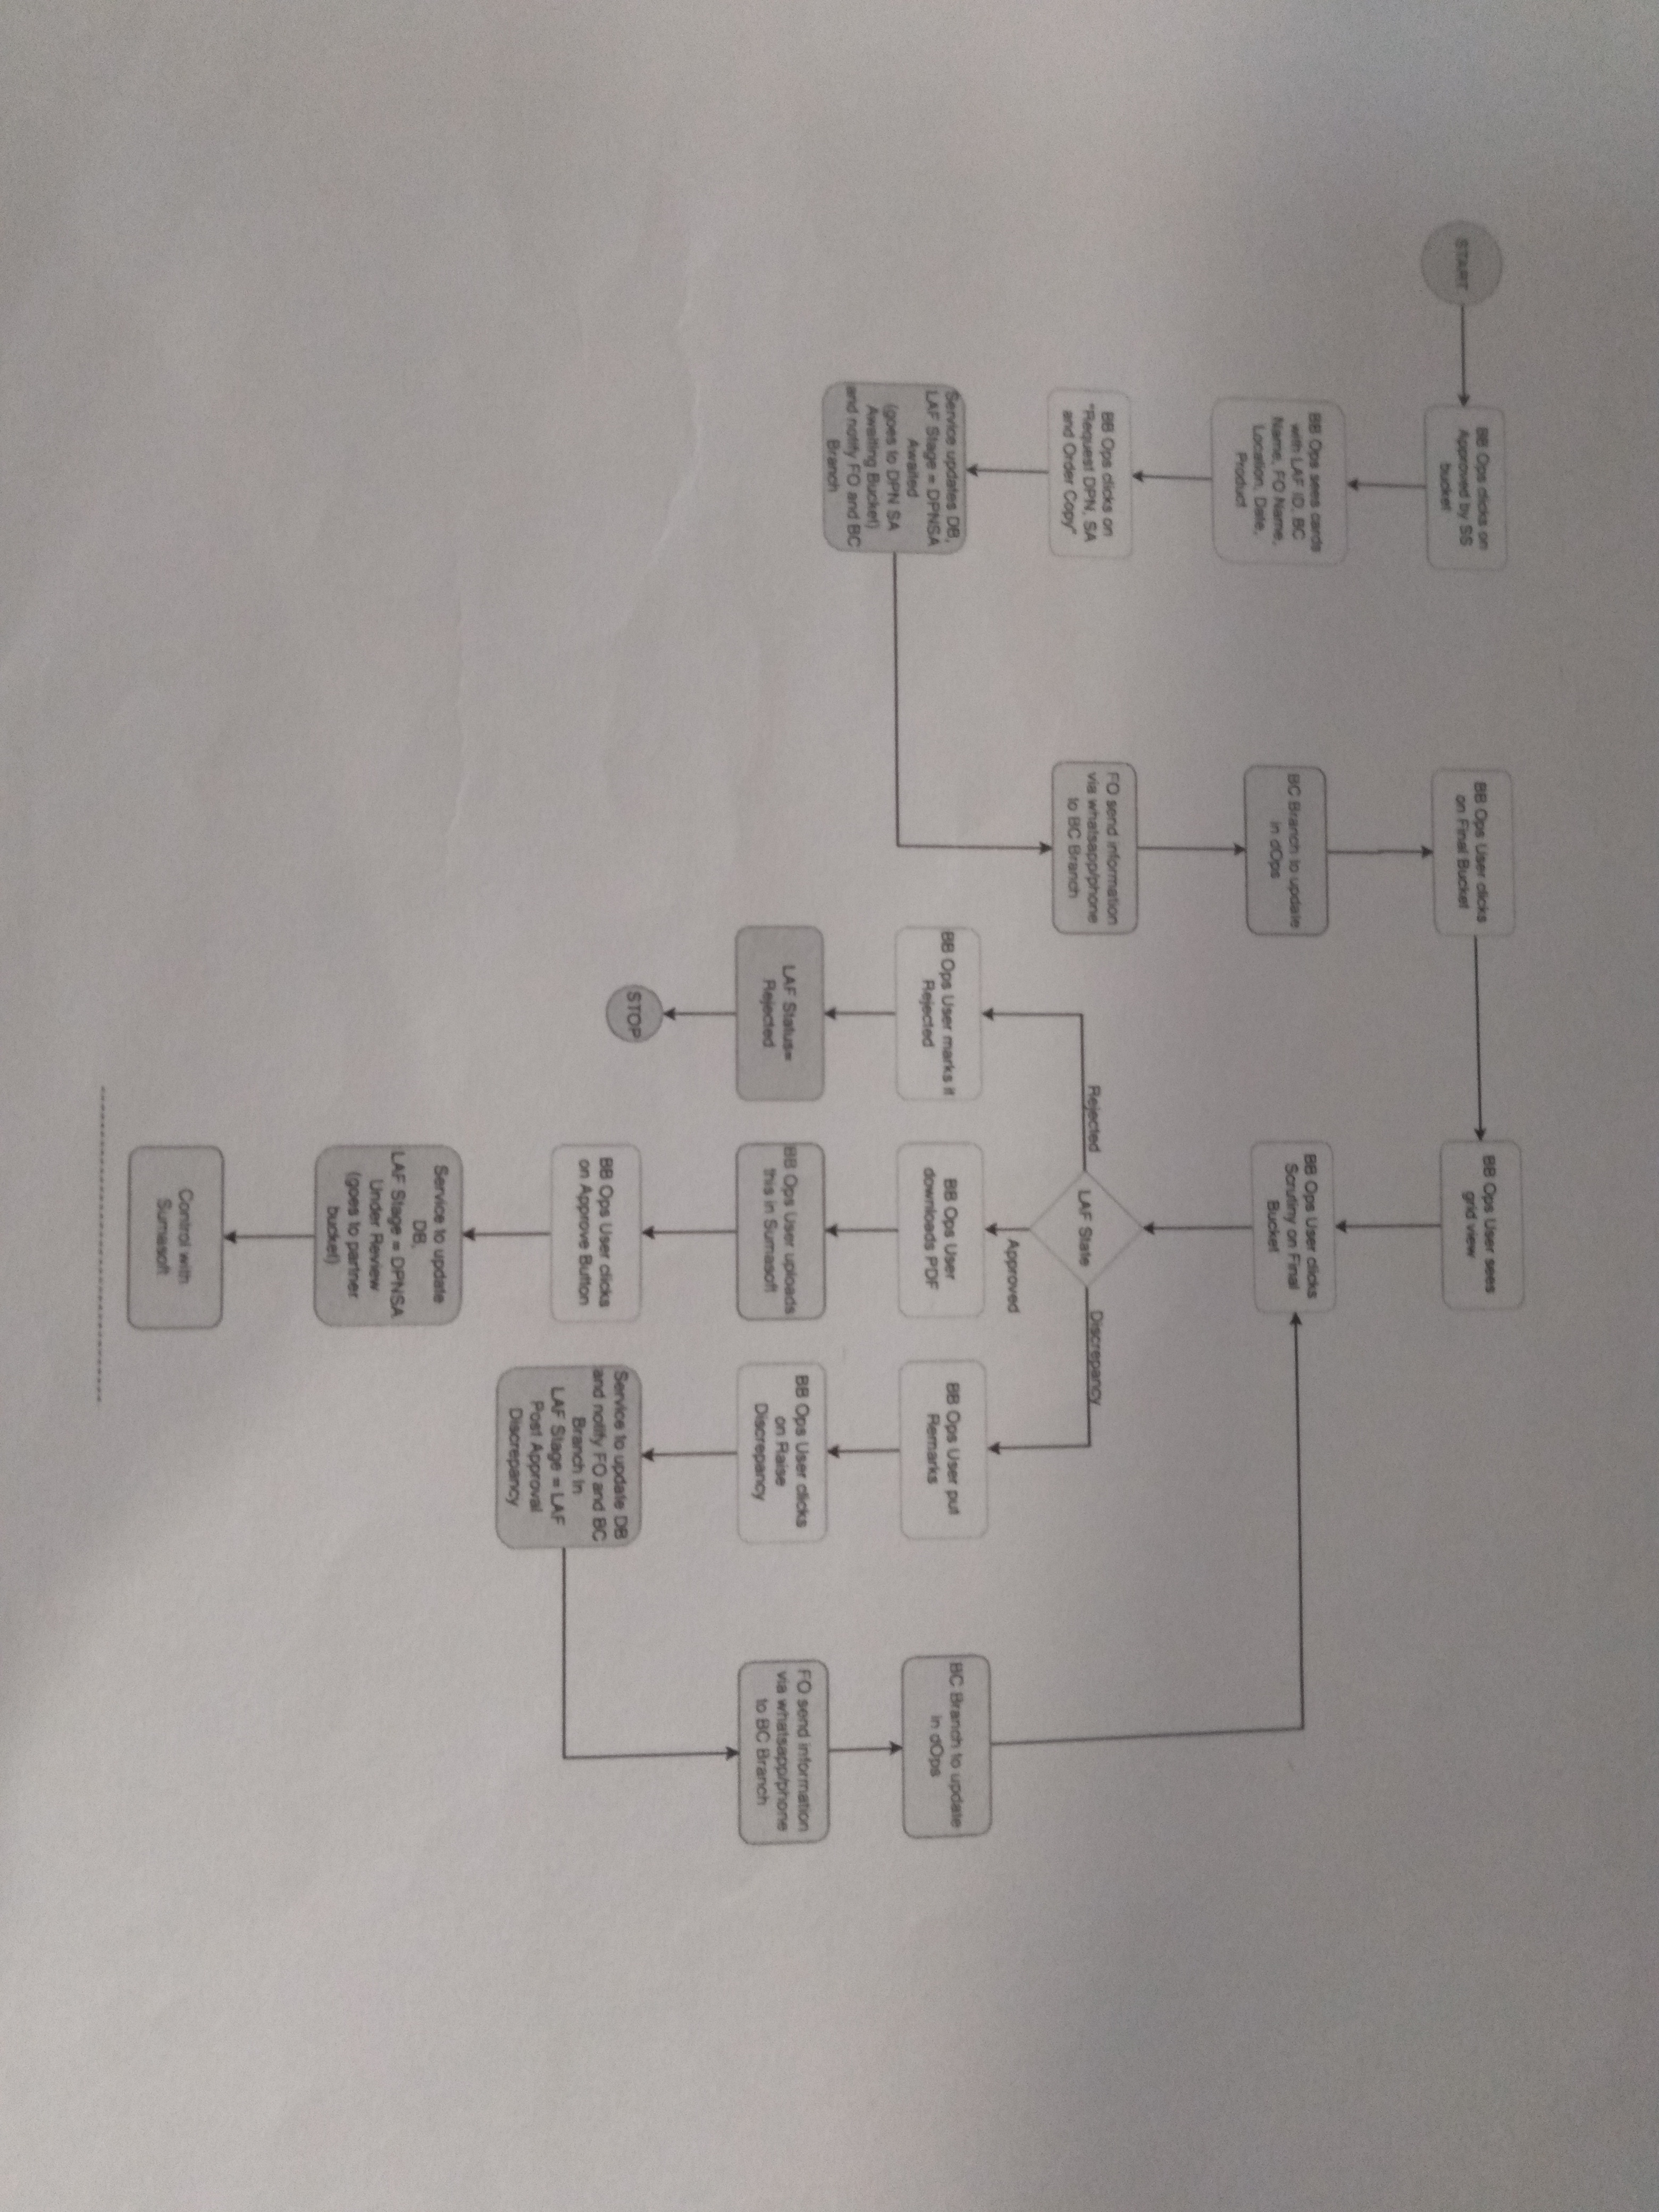 START
BB Ops clicks on
Approved by SS
bucket
BB Ops sees cards
with LAF ID, BC
Name, FO Name,
Location, Date,
Product
BB Ops clicks on
"Request DPN, SA
and Order Copy"
Service updates DB,
LAF Stage = DPNSA
Awaited
(goes to DPN SA
Awaiting Bucket)
and notify FO and BC
Branch
BB Ops User clicks
on Final Bucket
BC Branch to update
in dOps
FO send information
via whatsapp/phone
to BC Branch
BB Ops User sees
grid view
BB Ops User clicks
Scrutiny on Final
Bucket
LAF State
Rejected
Approved
Discrepancy
BB Ops User marks it
Rejected
LAF Status=
Rejected
STOP
BB Ops User
downloads PDF
BB Ops User uploads
this in Sumasoft
BB Ops User clicks
on Approve Button
Service to update
DB,
LAF Stage = DPNSA
Under Review
(goes to partner
bucket)
Control with
Sumasoft
BB Ops User put
Remarks
BB Ops User clicks
on Raise
Discrepancy
Service to update DB
and notify FO and BC
Branch In
LAF Stage = LAF
Post Approval
Discrepancy
BC Branch to update
in dOps
FO send information
via whatsapp/phone
to BC Branch